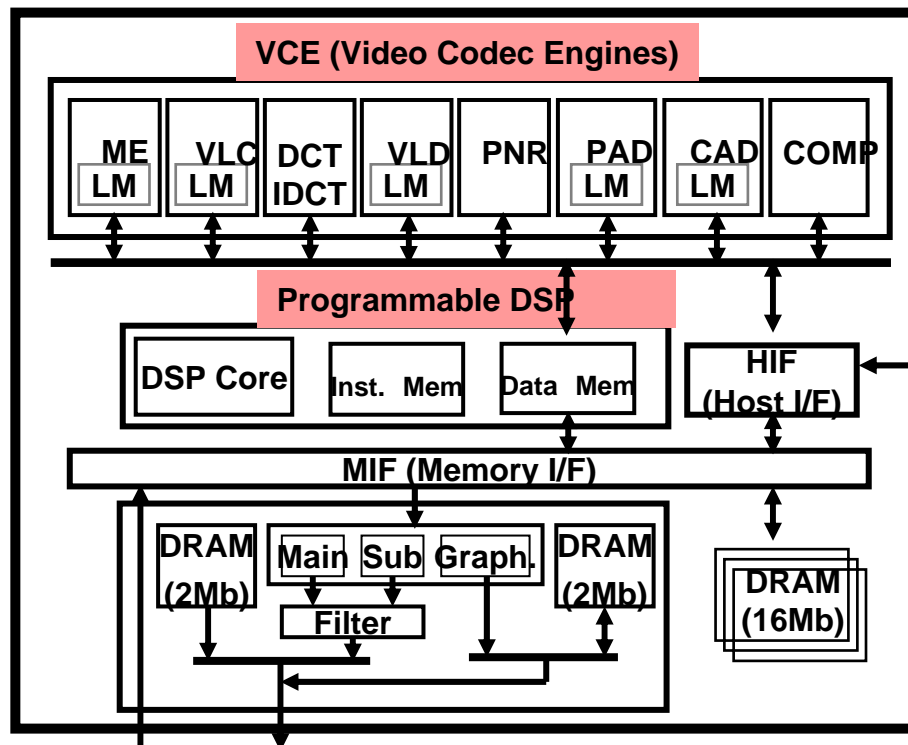 VCE (Video Codec Engines)
ME
LM
VLC
LM
DCT
IDCT
VLD
LM
PNR
PAD
LM
CAD
LM
COMP
Programmable DSP
DSP Core
Inst. Mem
Data Mem
HIF
(Host I/F)
MIF (Memory I/F)
DRAM
(2Mb)
Main
Sub
Graph.
Filter
DRAM
(2Mb)
DRAM
(16Mb)